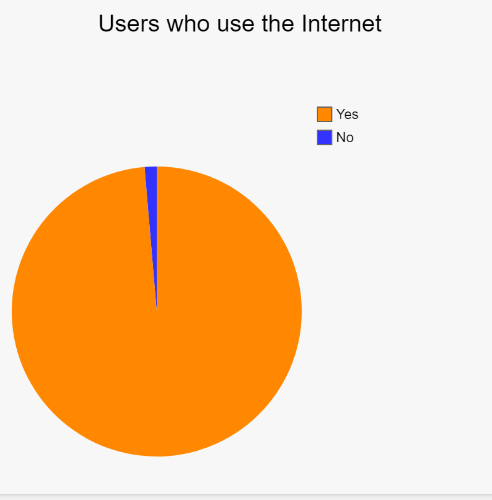 Users who use the Internet
Yes
No